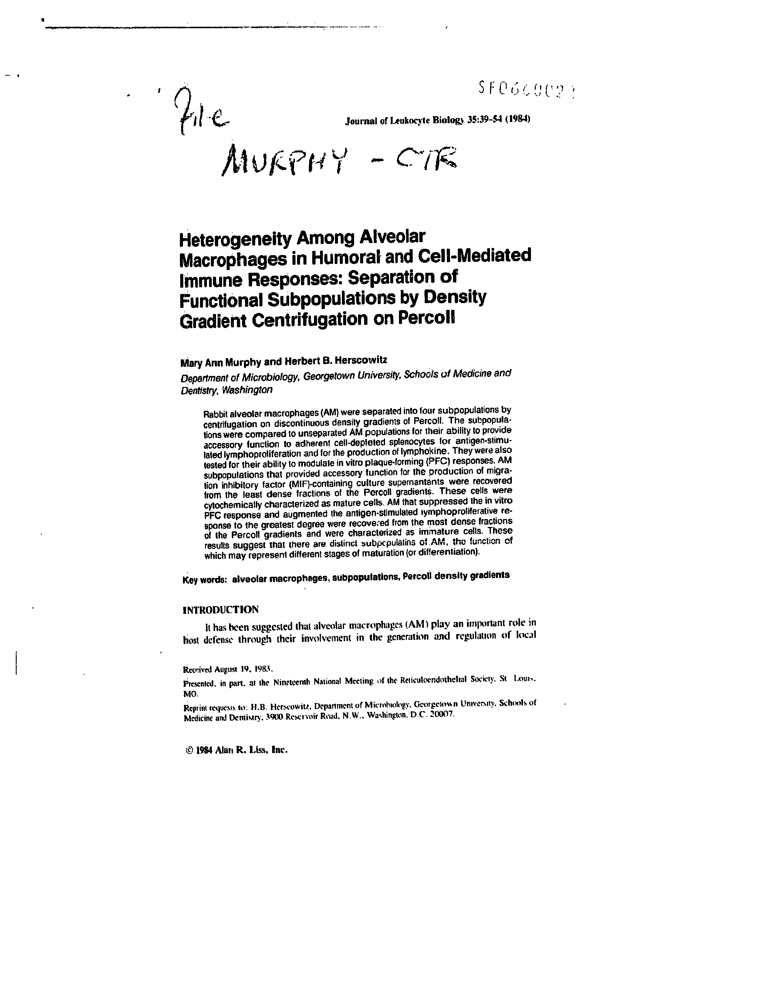 File
Journal of Leukocyte Biology 35:39–54 (1984)
MURPHY - CTR
Heterogeneity Among Alveolar
Macrophages in Humoral and Cell-Mediated
Immune Responses: Separation of
Functional Subpopulations by Density
Gradient Centrifugation on Percoll
Mary Ann Murphy and Herbert B. Herscowitz
Department of Microbiology, Georgetown University, Schools of Medicine and
Dentistry, Washington
Rabbit alveolar macrophages (AM) were separated into four subpopulations by
centrifugation on discontinuous density gradients of Percoll. The subpopula-
tions were compared to unseparated AM populations for their ability to provide
accessory function to adherent cell-depleted splenocytes for antigen-stimu-
lated lymphoproliferation and for the production of lymphokine. They were also
tested for their ability to modulate in vitro plaque-forming (PFC) responses. AM
subpopulations that provided accessory function for the production of migra-
tion inhibitory factor (MIF)-containing culture supernantants were recovered
from the least dense fractions of the Percoll gradients. These cells were
cytochemically characterized as mature cells. AM that suppressed the in vitro
PFC response and augmented the antigen-stimulated lymphoproliferative re-
sponse to the greatest degree were recovered from the most dense fractions
of the Percoll gradients and were characterized as immature cells. These
results suggest that there are distinct subpopulatins of AM, the function of
which may represent different stages of maturation (or differentiation).
Key words: alveolar macrophages, subpopulations, Percoll density gradients
INTRODUCTION
It has been suggested that alveolar macrophages (AM) play an important role in
host defense through their involvement in the generation and regulation of local
Received August 19, 1983.
Presented, in part, at the Nineteenth National Meeting of the Reticuloendothelial Society, St. Louis,
MO.
Reprint requests to: H.B. Herscowitz, Department of Microbiology, Georgetown University, Schools of
Medicine and Dentistry, 3900 Reservoir Road, N.W., Washington, D.C. 20007.
© 1984 Alan R. Liss, Inc.